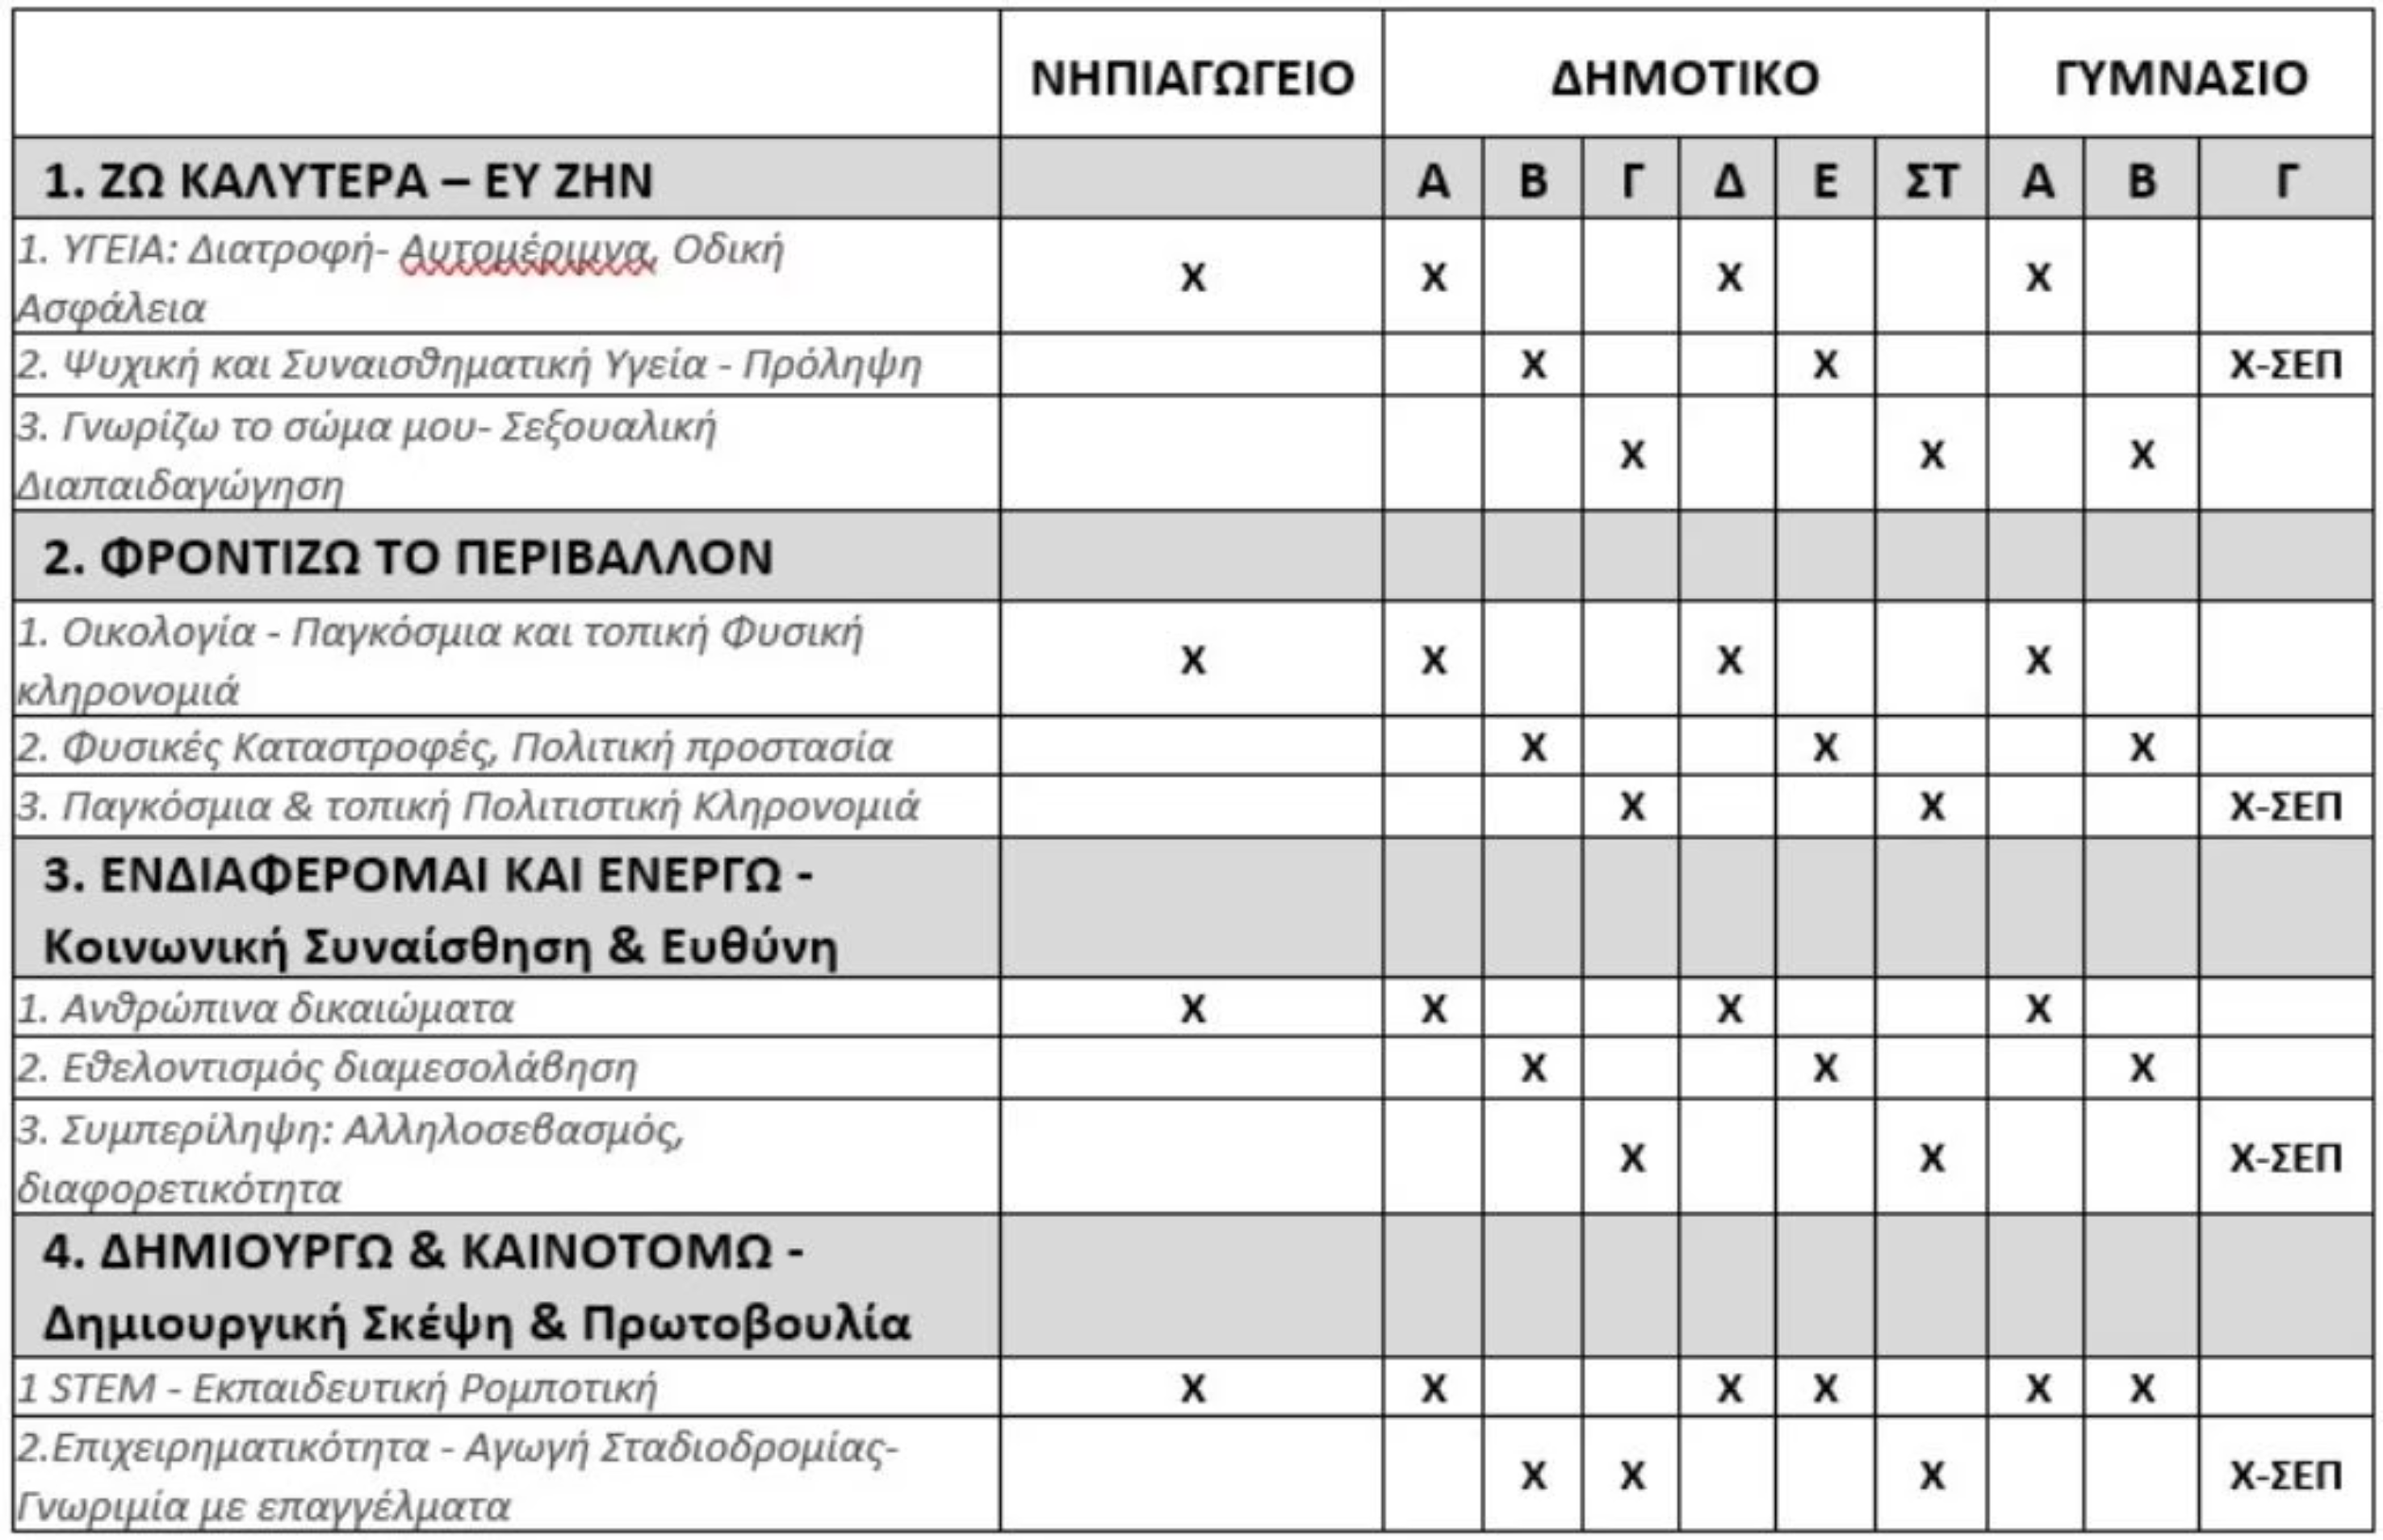 ΝΗΠΙΑΓΩΓΕΙΟ ΔΗΜΟΤΙΚΟ ΓΥΜΝΑΣΙΟ
1. ΖΩ ΚΑΛΥΤΕΡΑ – ΕΥ ΖΗΝ Α Β Γ Δ Ε ΣΤ Α Β Γ
1. ΥΓΕΙΑ: Διατροφή- Αυτομέριμνα, Οδική
Ασφάλεια
Χ Χ Χ Χ
2. Ψυχική και Συναισθηματική Υγεία - Πρόληψη Χ Χ Χ-ΣΕΠ
3. Γνωρίζω το σώμα μου- Σεξουαλική
Διαπαιδαγώγηση
Χ Χ Χ
2. ΦΡΟΝΤΙΖΩ ΤΟ ΠΕΡΙΒΑΛΛΟΝ
1. Οικολογία - Παγκόσμια και τοπική Φυσική
κληρονομιά
Χ Χ Χ Χ
2. Φυσικές Καταστροφές, Πολιτική προστασία Χ Χ Χ
3. Παγκόσμια & τοπική Πολιτιστική Κληρονομιά Χ Χ Χ-ΣΕΠ
3. ΕΝΔΙΑΦΕΡΟΜΑΙ ΚΑΙ ΕΝΕΡΓΩ -
Κοινωνική Συναίσθηση & Ευθύνη
1. Ανθρώπινα δικαιώματα Χ Χ Χ Χ
2. Εθελοντισμός διαμεσολάβηση Χ Χ Χ
3. Συμπερίληψη: Αλληλοσεβασμός,
διαφορετικότητα
Χ Χ Χ-ΣΕΠ
4. ΔΗΜΙΟΥΡΓΩ & ΚΑΙΝΟΤΟΜΩ -
Δημιουργική Σκέψη & Πρωτοβουλία
1 STEM - Εκπαιδευτική Ρομποτική Χ Χ Χ Χ Χ Χ
2.Επιχειρηματικότητα - Αγωγή Σταδιοδρομίας-
Γνωριμία με επαγγέλματα
Χ Χ Χ Χ-ΣΕΠ